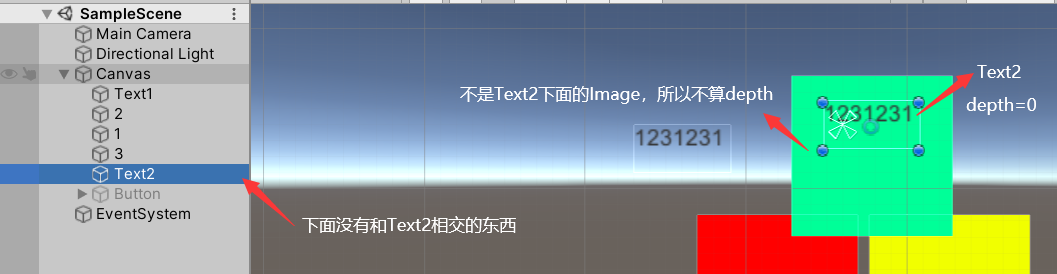 SampleScene
Main Camera
Directional Light
Canvas
Text1
2
1
3
Text2
Button
EventSystem
不是Text2下面的Image，所以不算depth
Text2
depth=0
1231231
1231231
下面没有和Text2相交的东西